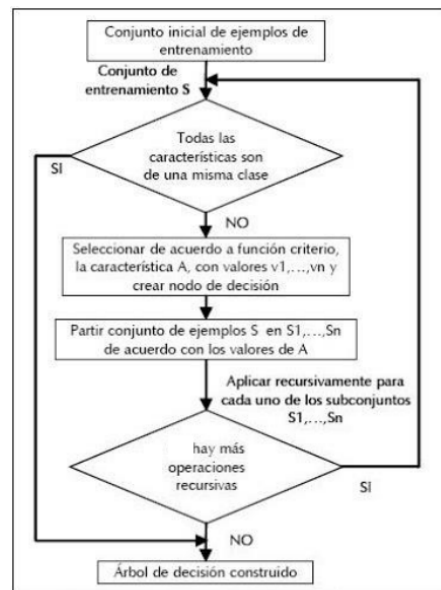 Conjunto inicial de ejemplos de
entrenamiento
Conjunto de
entrenamiento S
Todas las
características son
de una misma clase
SI
NO
Seleccionar de acuerdo a función criterio,
la característica A, con valores v1,...,vn y
crear nodo de decisión
Partir conjunto de ejemplos S en S1,...,Sn
de acuerdo con los valores de A
Aplicar recursivamente para
cada uno de los subconjuntos
S1,...,Sn
hay más
operaciones
recursivas
SI
NO
Árbol de decisión construido